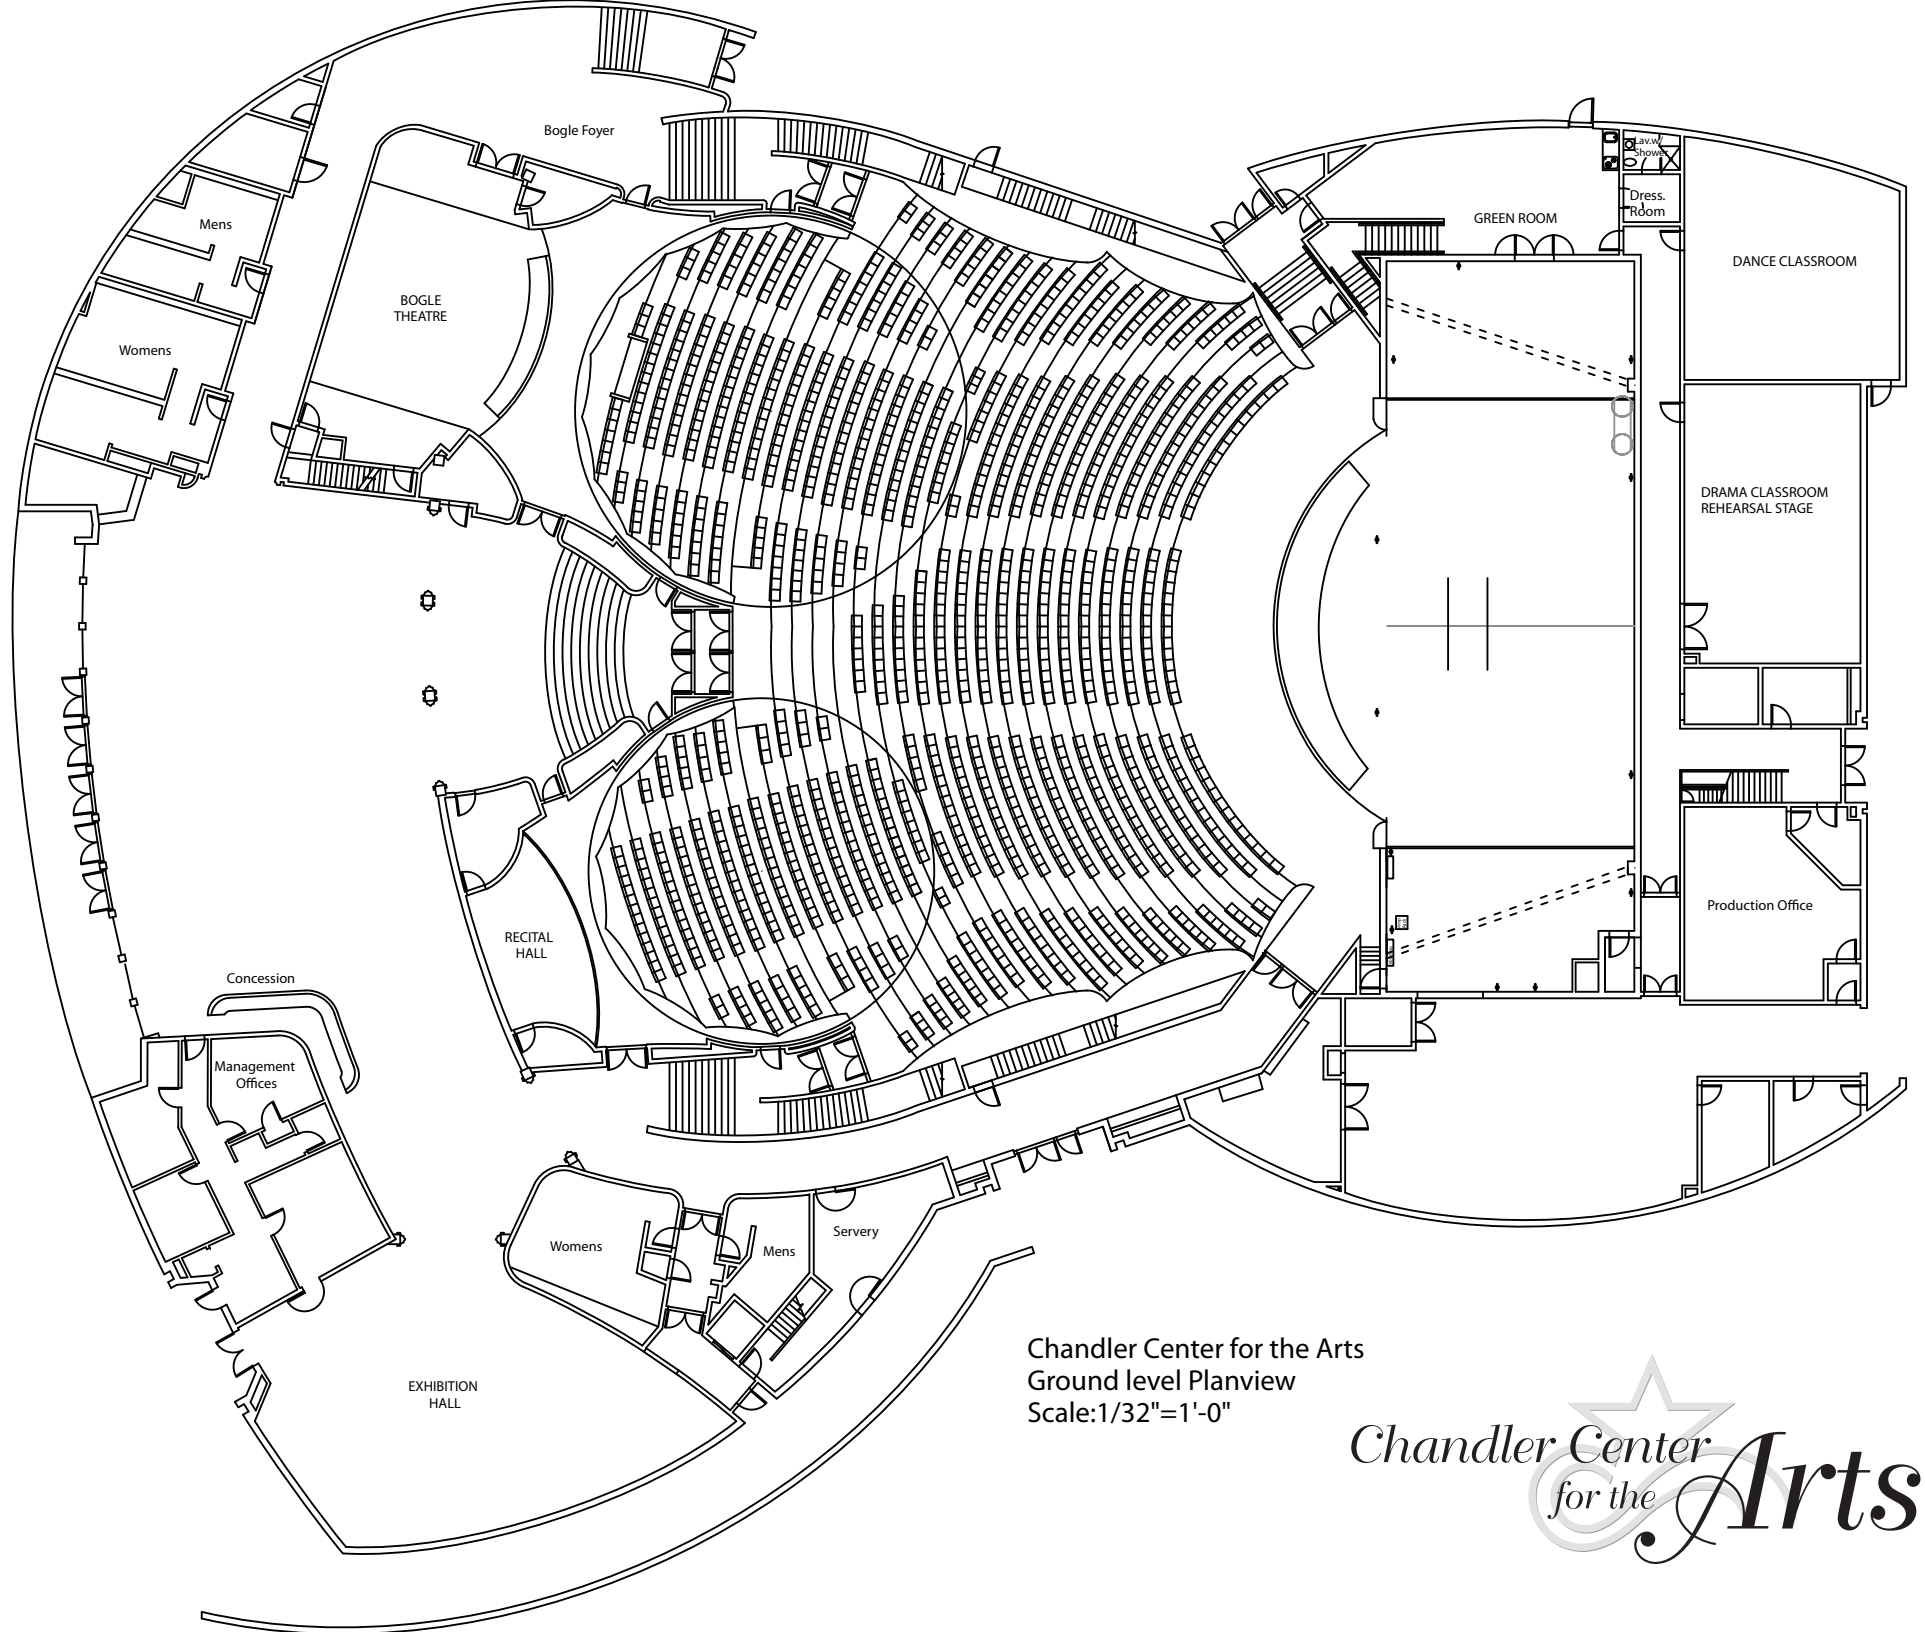 Bogle Foyer
Lav.w/
Shower
Dress.
Room
Mens
GREEN ROOM
DANCE CLASSROOM
BOGLE
THEATRE
Womens
DRAMA CLASSROOM
REHEARSAL STAGE
Production Office
RECITAL
HALL
Concession
Management
Offices
Womens
Mens
Servery
EXHIBITION
HALL
Chandler Center for the Arts
Ground level Planview
Scale:1/32"=1'-0"
Chandler Center
for the Arts